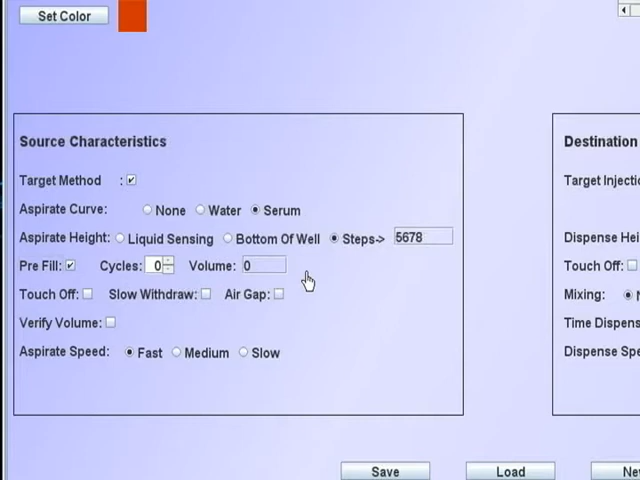 Set Color
Source Characteristics
Destination
Target Method :
Aspirate Curve: None Water Serum
Aspirate Height: Liquid Sensing Bottom Of Well Steps-> 5678
Pre Fill: Cycles: 0 Volume: 0
Touch Off: Slow Withdraw: Air Gap:
Verify Volume:
Aspirate Speed: Fast Medium Slow
Target Injectio
Dispense Hei
Touch Off:
Mixing: N
Time Dispens
Dispense Spe
Save Load Nev